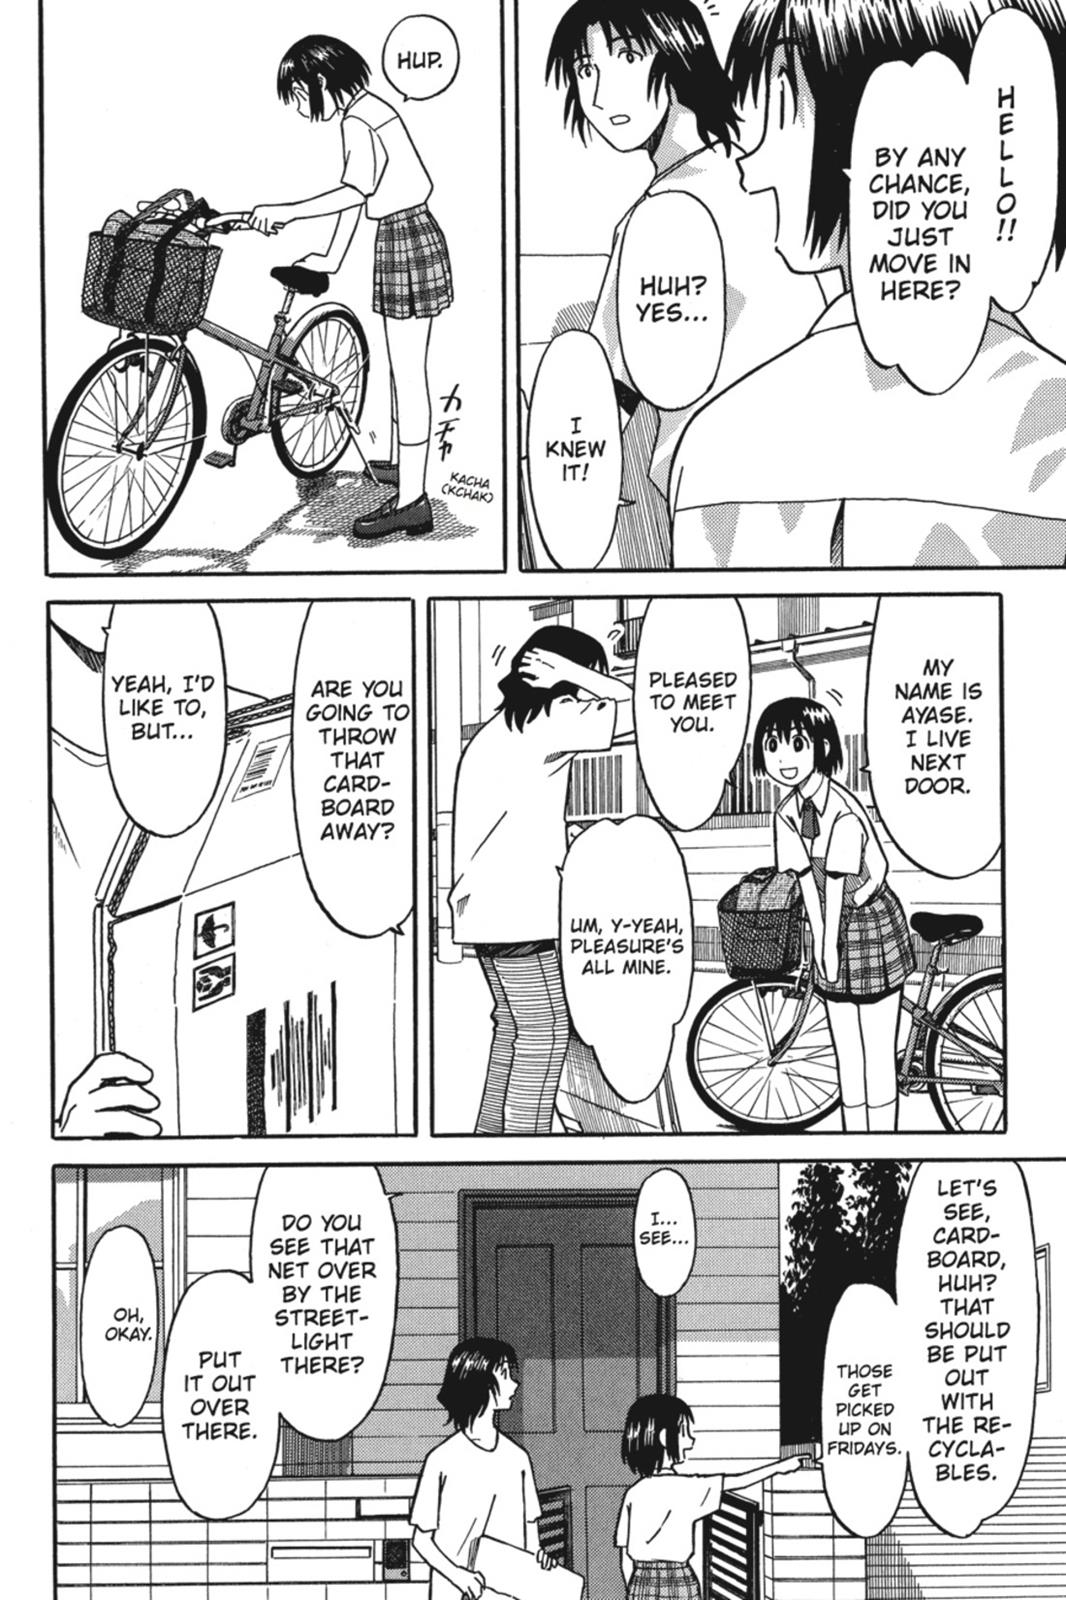 HELLO!!
BY ANY
CHANCE,
DID YOU
JUST
MOVE IN
HERE?
HUH?
YES...
I
KNEW
IT!
HUP.
カチャ
KACHA
(KCHAK)
MY
NAME IS
AYASE.
I LIVE
NEXT
DOOR.
PLEASED
TO MEET
YOU.
UM, Y-YEAH,
PLEASURE'S
ALL MINE.
ARE YOU
GOING TO
THROW
THAT
CARD-
BOARD
AWAY?
YEAH, I'D
LIKE TO,
BUT...
LET'S
SEE,
CARD-
BOARD,
HUH?
THAT
SHOULD
BE PUT
OUT
WITH
THE RE-
CYCLA-
BLES.
THOSE
GET
PICKED
UP ON
FRIDAYS.
I...
SEE...
DO YOU
SEE THAT
NET OVER
BY THE
STREET-
LIGHT
THERE?
PUT
IT OUT
OVER
THERE.
OH,
OKAY.